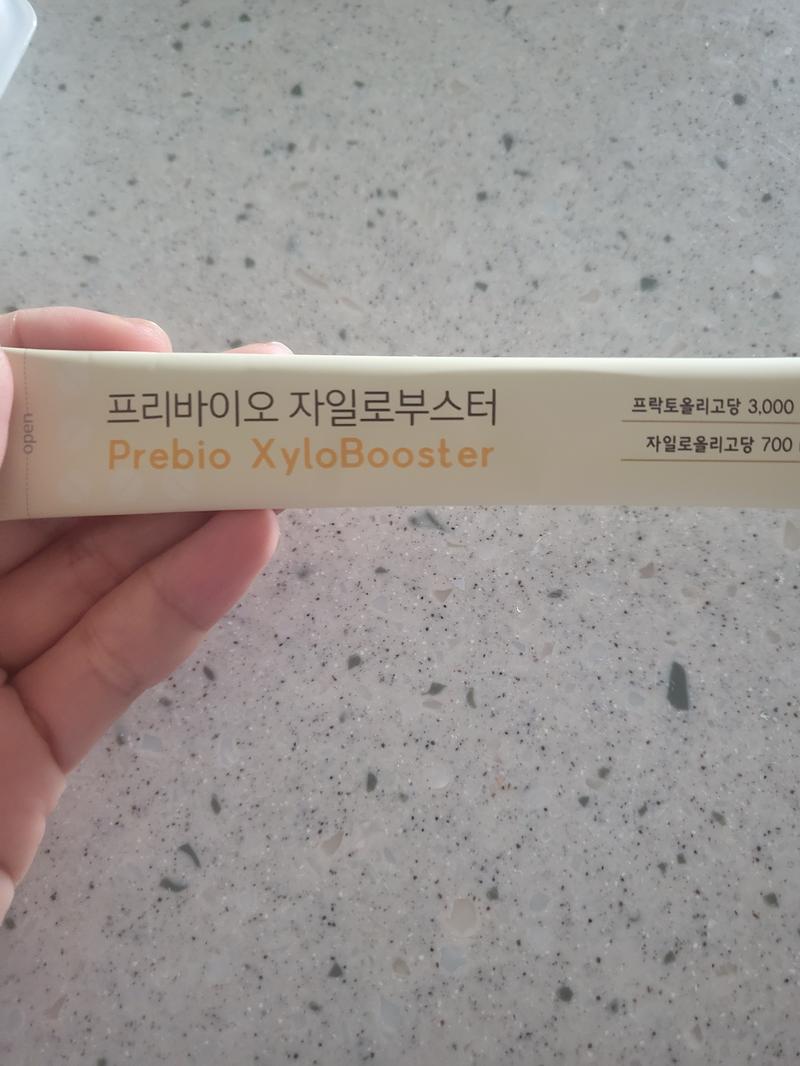 open
프리바이오 자일로부스터
Prebio XyloBooster
프락토올리고당 3,000
자일로올리고당 700